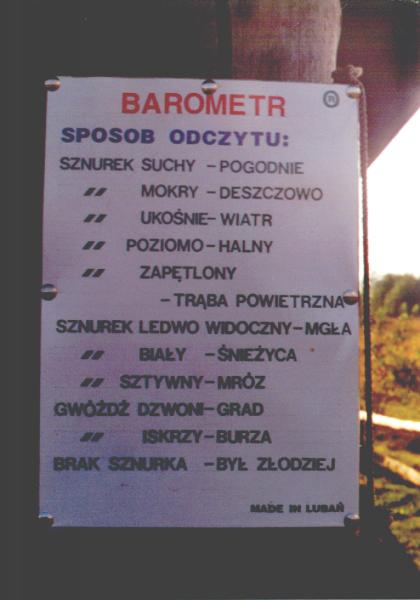 BAROMETR ®
SPOSOB ODCZYTU:
SZNUREK SUCHY - POGODNIE
〃 MOKRY - DESZCZOWO
〃 UKOŚNIE - WIATR
〃 POZIOMO - HALNY
〃 ZAPĘTLONY
- TRĄBA POWIETRZNA
SZNUREK LEDWO WIDOCZNY - MGŁA
〃 BIAŁY - ŚNIEŻYCA
〃 SZTYWNY - MRÓZ
GWÓŹDŹ DZWONI - GRAD
〃 ISKRZY - BURZA
BRAK SZNURKA - BYŁ ZŁODZIEJ
MADE IN LUBAŃ